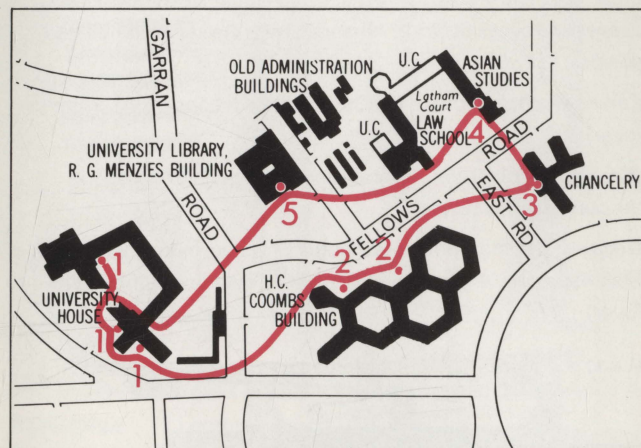 GARRAN
ROAD
OLD ADMINISTRATION
BUILDINGS
U.C.
ASIAN
STUDIES
Latham
Court
LAW
SCHOOL
U.C.
4
ROAD
UNIVERSITY LIBRARY,
R. G. MENZIES BUILDING
5
FELLOWS
EAST RD
3
CHANCELRY
1
UNIVERSITY
HOUSE
1
1
H.C.
COOMBS
BUILDING
2
2